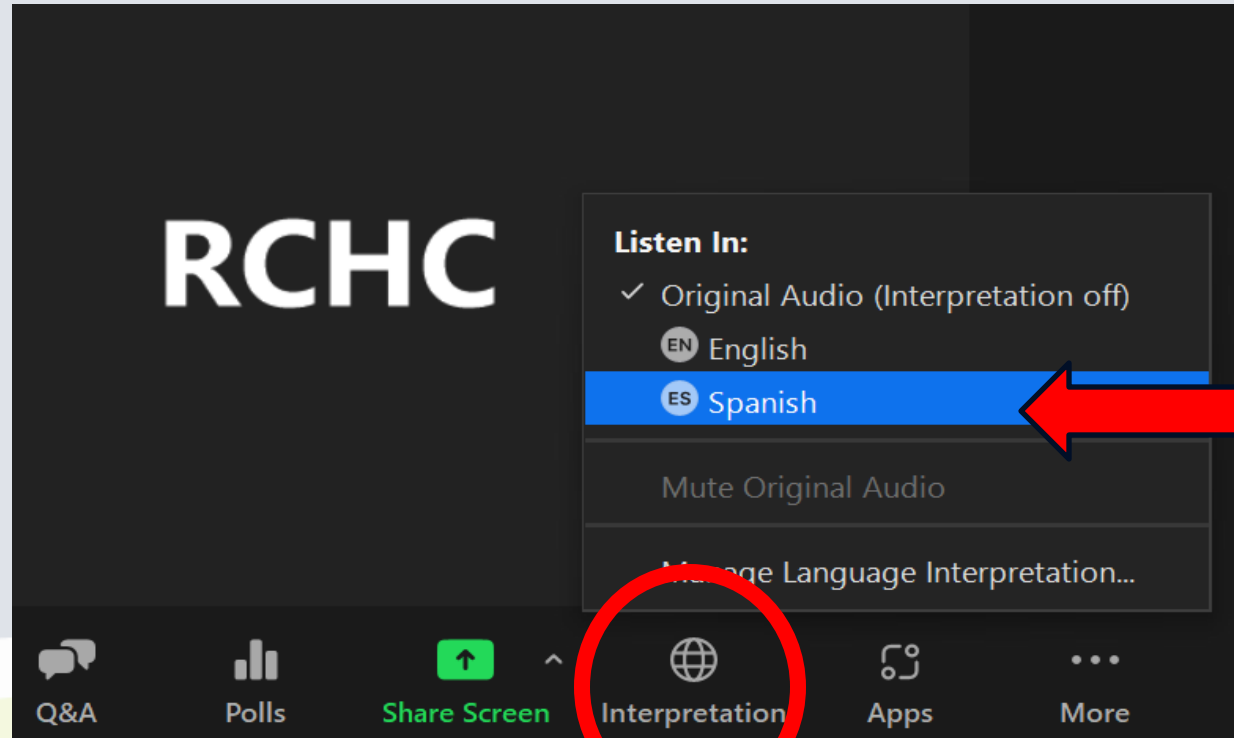 RCHC
Listen In:
Original Audio (Interpretation off)
EN English
ES Spanish
Mute Original Audio
Manage Language Interpretation...
Q&A
Polls
Share Screen
Interpretation
Apps
More